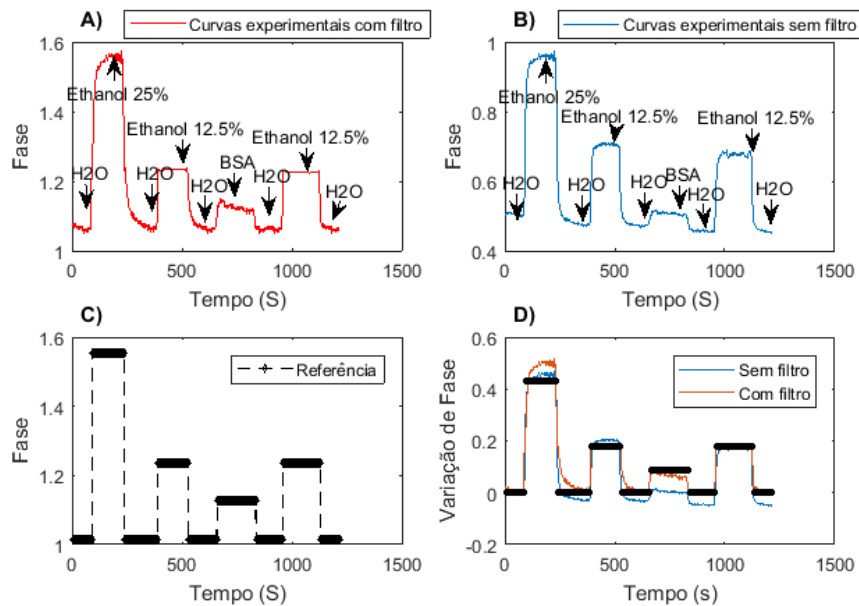 A)
Curvas experimentais com filtro
1.6
1.4
1.2
1
Fase
Ethanol 25%
Ethanol 12.5%
Ethanol 12.5%
H2O
H2O
H2O
BSA
H2O
H2O
0
500
1000
1500
Tempo (S)
B)
Curvas experimentais sem filtro
1
0.8
0.6
0.4
Fase
Ethanol 25%
Ethanol 12.5%
Ethanol 12.5%
H2O
H2O
H2O
BSA
H2O
H2O
0
500
1000
1500
Tempo (S)
C)
Referência
1.6
1.4
1.2
1
Fase
0
500
1000
1500
Tempo (S)
D)
Sem filtro
Com filtro
0.6
0.4
0.2
0
-0.2
Variação de Fase
0
500
1000
1500
Tempo (s)